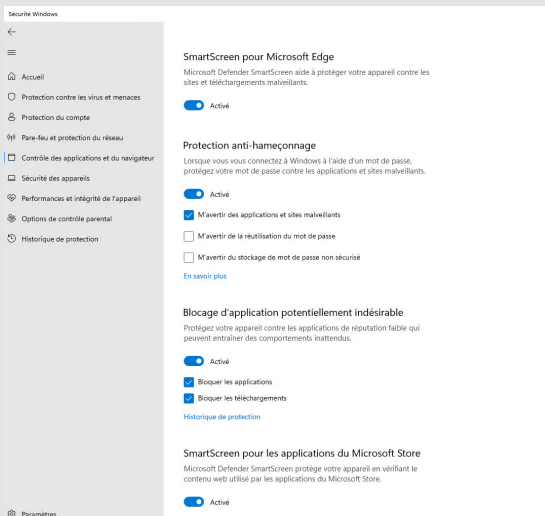 Sécurité Windows
Accueil
Protection contre les virus et menaces
Protection du compte
Pare-feu et protection du réseau
Contrôle des applications et du navigateur
Sécurité des appareils
Performances et intégrité de l'appareil
Options de contrôle parental
Historique de protection
Paramètres
SmartScreen pour Microsoft Edge
Microsoft Defender SmartScreen aide à protéger votre appareil contre les
sites et téléchargements malveillants.
Activé
Protection anti-hameçonnage
Lorsque vous vous connectez à Windows à l'aide d'un mot de passe,
protégez votre mot de passe contre les applications et sites malveillants.
Activé
M'avertir des applications et sites malveillants
M'avertir de la réutilisation du mot de passe
M'avertir du stockage de mot de passe non sécurisé
En savoir plus
Blocage d'application potentiellement indésirable
Protégez votre appareil contre les applications de réputation faible qui
peuvent entraîner des comportements inattendus.
Activé
Bloquer les applications
Bloquer les téléchargements
Historique de protection
SmartScreen pour les applications du Microsoft Store
Microsoft Defender SmartScreen protège votre appareil en vérifiant le
contenu web utilisé par les applications du Microsoft Store.
Activé